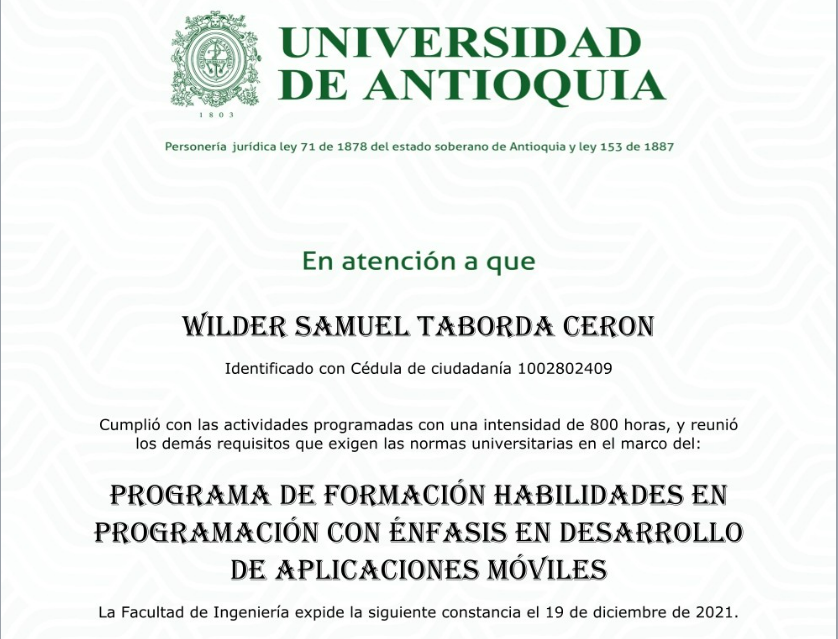 UNIVERSIDAD
DE ANTIOQUIA
1803
Personería jurídica ley 71 de 1878 del estado soberano de Antioquia y ley 153 de 1887
En atención a que
WILDER SAMUEL TABORDA CERON
Identificado con Cédula de ciudadanía 1002802409
Cumplió con las actividades programadas con una intensidad de 800 horas, y reunió
los demás requisitos que exigen las normas universitarias en el marco del:
PROGRAMA DE FORMACIÓN HABILIDADES EN
PROGRAMACIÓN CON ÉNFASIS EN DESARROLLO
DE APLICACIONES MÓVILES
La Facultad de Ingeniería expide la siguiente constancia el 19 de diciembre de 2021.